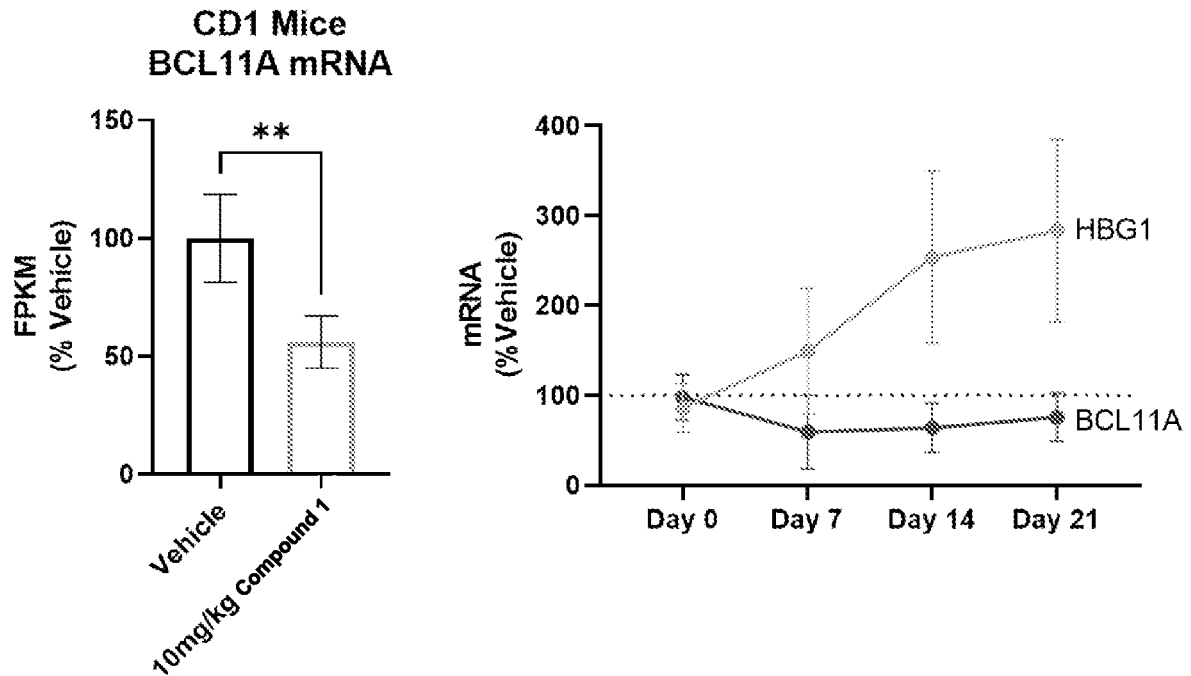 CD1 Mice
BCL11A mRNA
FPKM
(% Vehicle)
150
100
50
0
**
Vehicle
10mg/kg Compound 1
mRNA
(% Vehicle)
400
300
200
100
0
HBG1
BCL11A
Day 0 Day 7 Day 14 Day 21